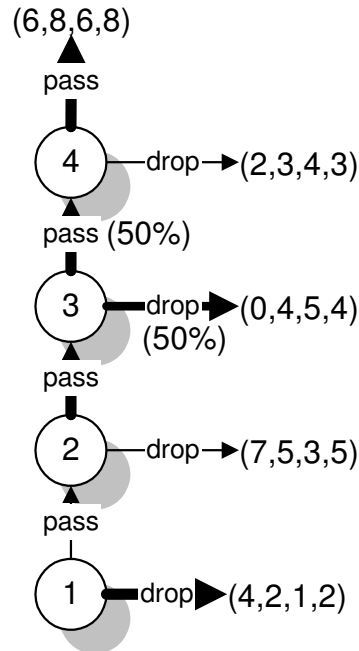 (6,8,6,8)
pass
4 drop (2,3,4,3)
pass (50%)
3 drop (0,4,5,4)
(50%)
pass
2 drop (7,5,3,5)
pass
1 drop (4,2,1,2)